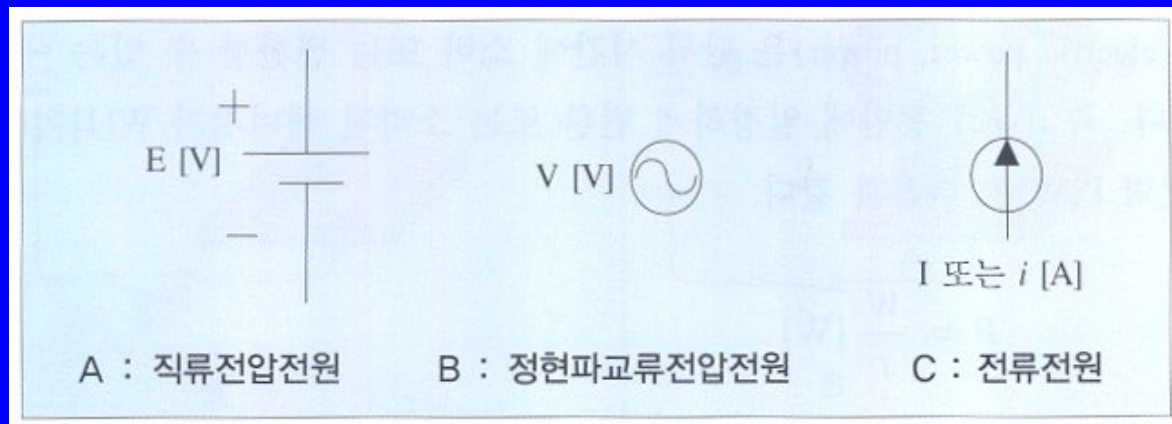 +
E [V]
−
V [V]
I 또는 i [A]
A : 직류전압전원
B : 정현파교류전압전원
C : 전류전원